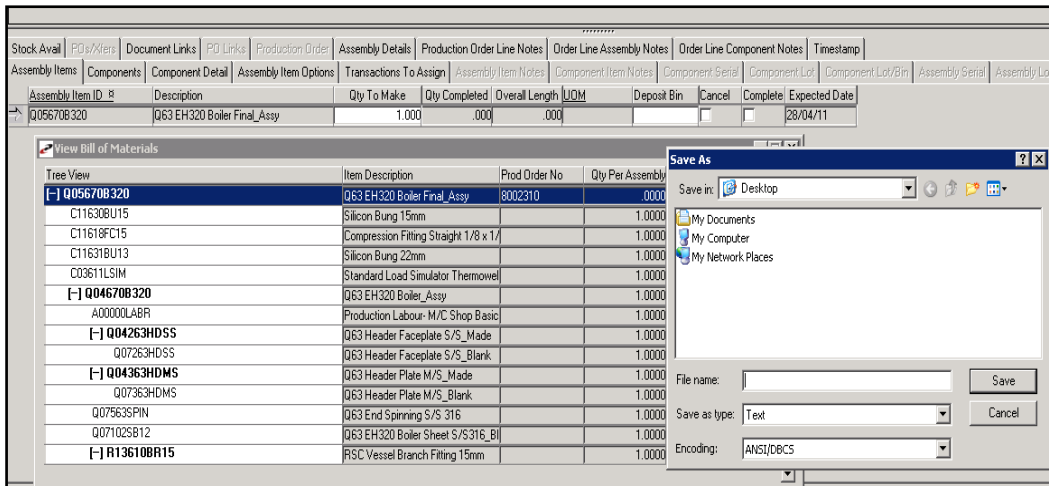 Stock Avail POs/Xfers Document Links PO Links Production Order Assembly Details Production Order Line Notes Order Line Assembly Notes Order Line Component Notes Timestamp
Assembly Items Components Component Detail Assembly Item Options Transactions To Assign Assembly Item Notes Component Item Notes Component Serial Component Lot Component Lot/Bin Assembly Serial Assembly Lo
Assembly Item ID Description Qty To Make Qty Completed Overall Length UOM Deposit Bin Cancel Complete Expected Date
Q05670B320 Q63 EH320 Boiler Final_Assy 1.000 .000 .000 28/04/11
View Bill of Materials
Tree View Item Description Prod Order No Qty Per Assembly
[-] Q05670B320 Q63 EH320 Boiler Final_Assy 8002310 .0000
C11630BU15 Silicon Bung 15mm 1.0000
C11618FC15 Compression Fitting Straight 1/8 x 1/ 1.0000
C11631BU13 Silicon Bung 22mm 1.0000
C03611LSIM Standard Load Simulator Thermowel 1.0000
[-] Q04670B320 Q63 EH320 Boiler_Assy 1.0000
A00000LABR Production Labour- M/C Shop Basic 1.0000
[-] Q04263HDSS Q63 Header Faceplate S/S_Made 1.0000
Q07263HDSS Q63 Header Faceplate S/S_Blank 1.0000
[-] Q04363HDMS Q63 Header Plate M/S_Made 1.0000
Q07363HDMS Q63 Header Plate M/S_Blank 1.0000
Q07563SPIN Q63 End Spinning S/S 316 1.0000
Q07102SB12 Q63 EH320 Boiler Sheet S/S316_Bl 1.0000
[-] R13610BR15 RSC Vessel Branch Fitting 15mm 1.0000
Save As
Save in: Desktop
My Documents
My Computer
My Network Places
File name: Save
Save as type: Text Cancel
Encoding: ANSI/DBCS